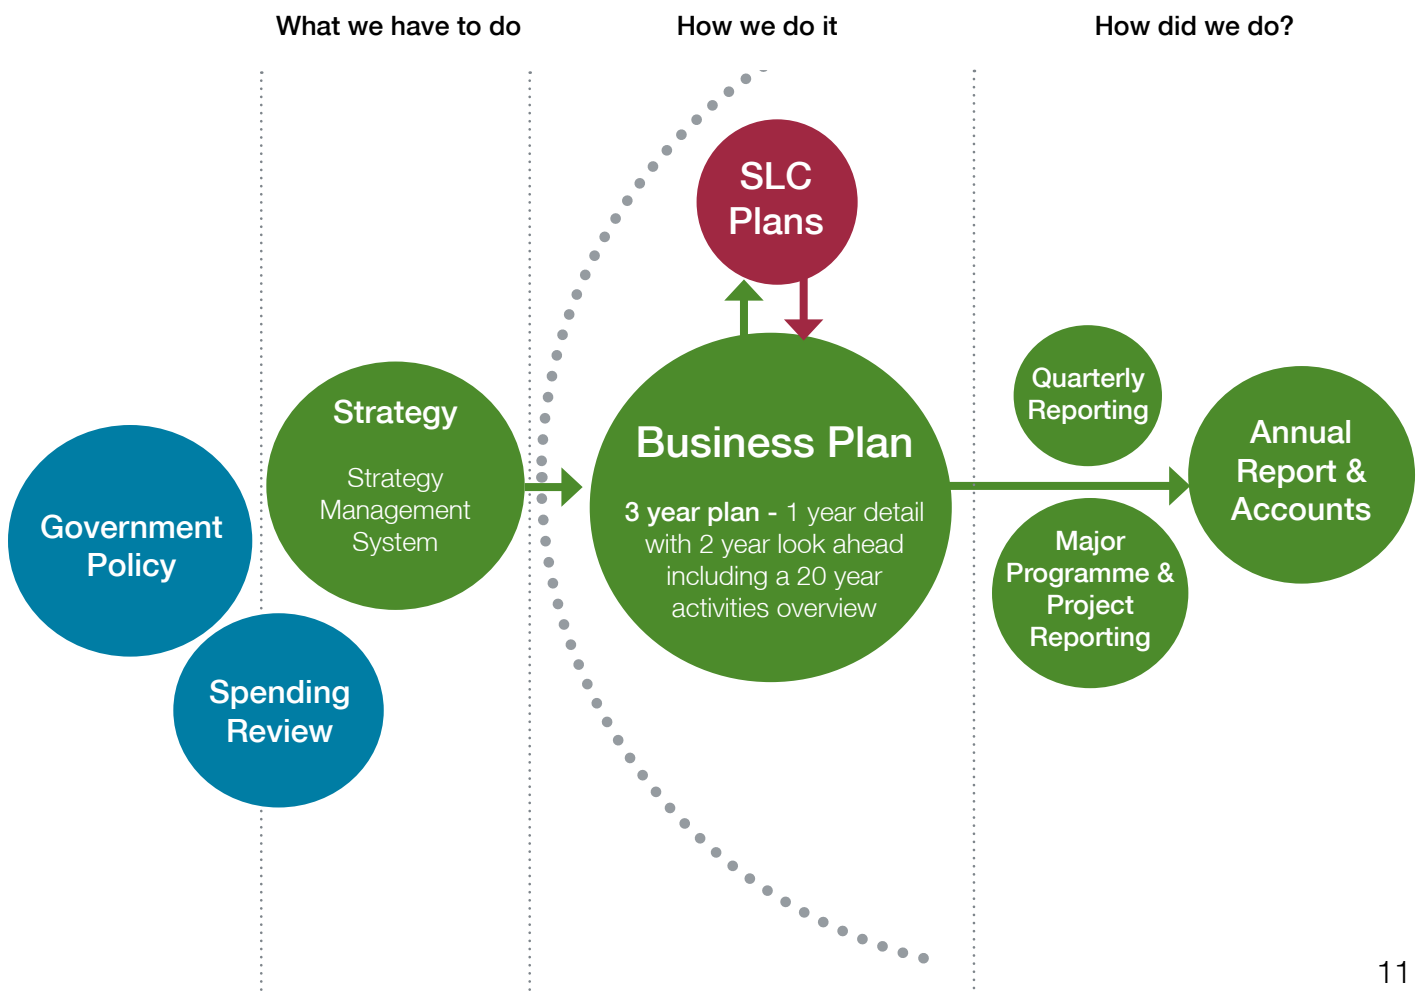 What we have to do
How we do it
How did we do?
SLC
Plans
Strategy
Strategy
Management
System
Government
Policy
Spending
Review
Business Plan
3 year plan - 1 year detail
with 2 year look ahead
including a 20 year
activities overview
Quarterly
Reporting
Major
Programme &
Project
Reporting
Annual
Report &
Accounts
11